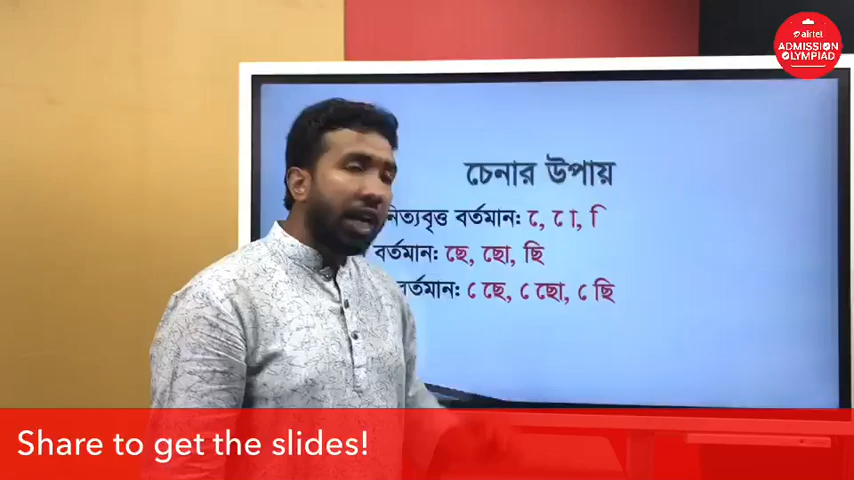 airtel
ADMISSION
OLYMPIAD
চেনার উপায়
নিত্যবৃত্ত বর্তমান: ে, ো, ি
বর্তমান: ছে, ছো, ছি
বর্তমান: েছে, েছো, েছি
Share to get the slides!